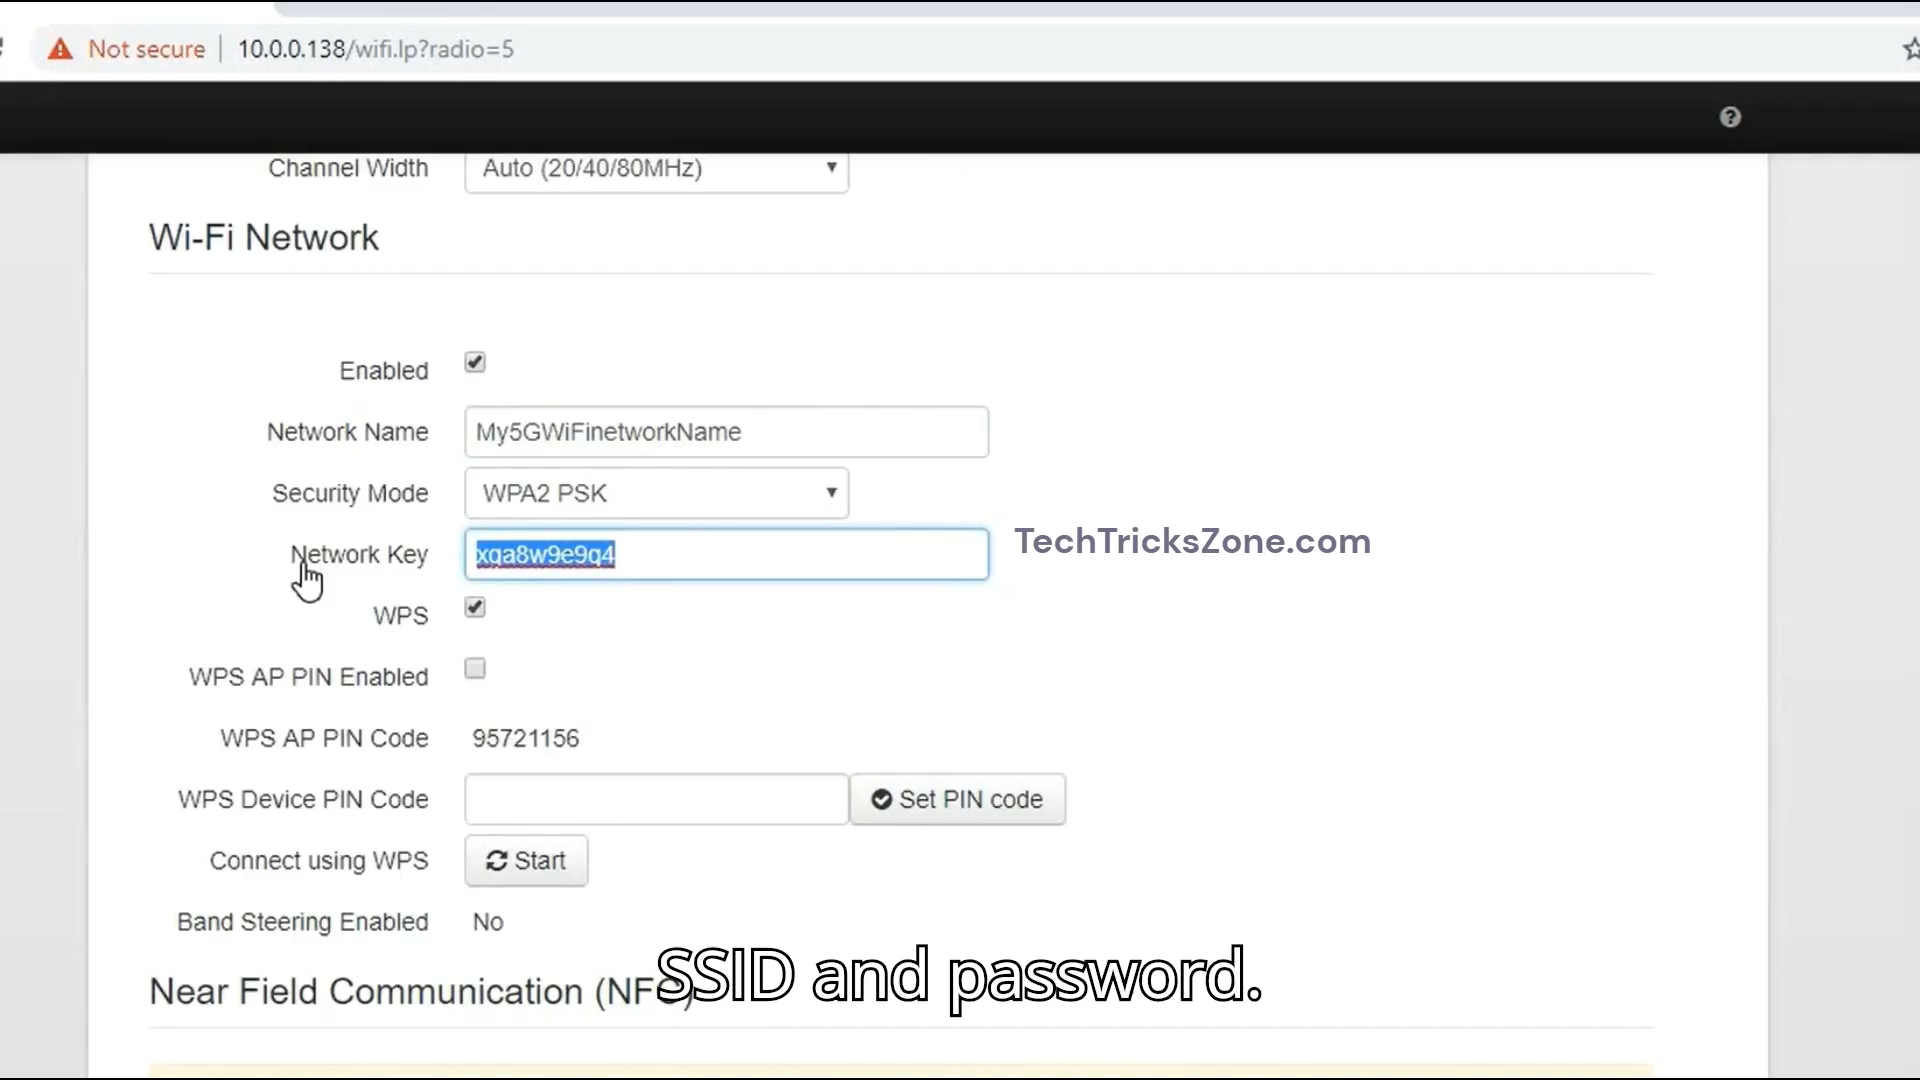 Not secure | 10.0.0.138/wifi.lp?radio=5
Channel Width Auto (20/40/80MHz)
Wi-Fi Network
Enabled
Network Name My5GWiFinetworkName
Security Mode WPA2 PSK
Network Key xqa8w9e9q4
TechTricksZone.com
WPS
WPS AP PIN Enabled
WPS AP PIN Code 95721156
WPS Device PIN Code Set PIN code
Connect using WPS Start
Band Steering Enabled No
Near Field Communication (NFC)
SSID and password.